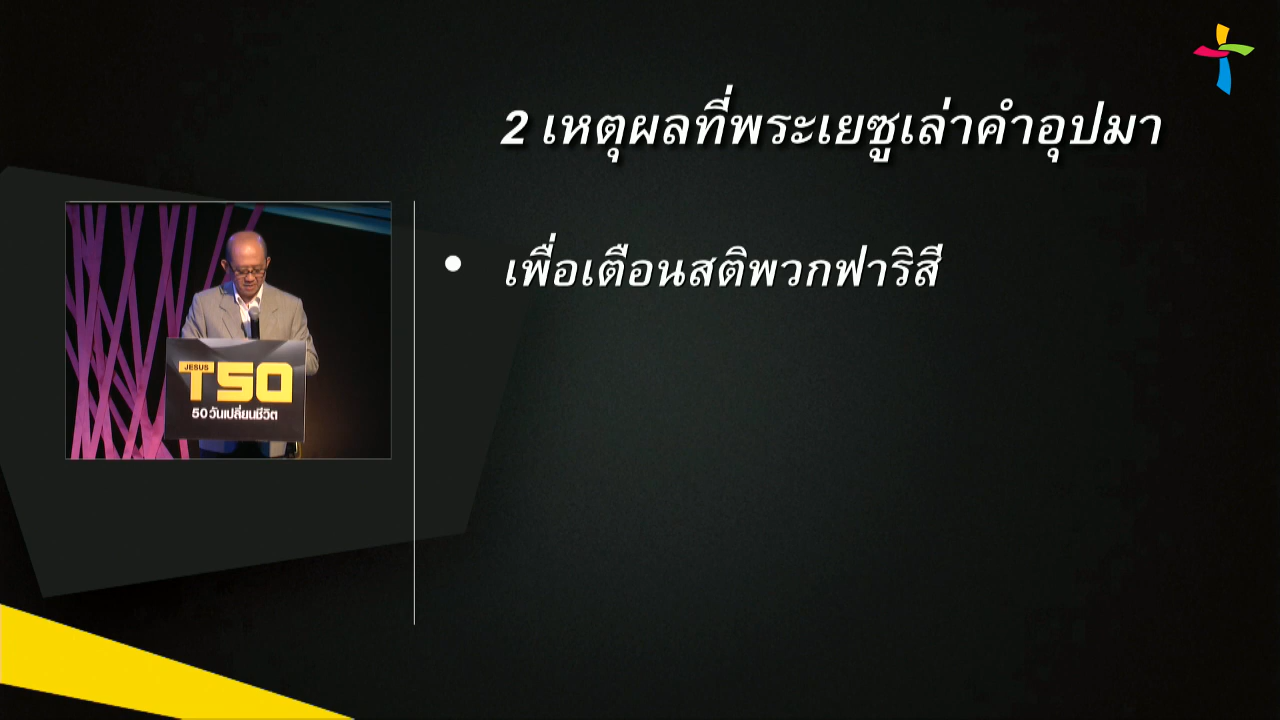 2 เหตุผลที่พระเยซูเล่าคำอุปมา
• เพื่อเตือนสติพวกฟาริสี
JESUS
T50
50 วันเปลี่ยนชีวิต